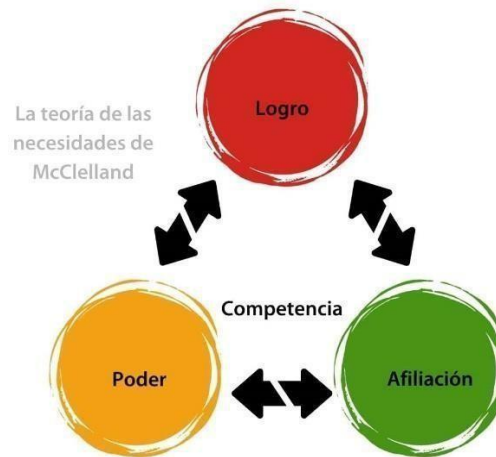 Logro
La teoría de las
necesidades de
McClelland
Competencia
Poder
Afiliación